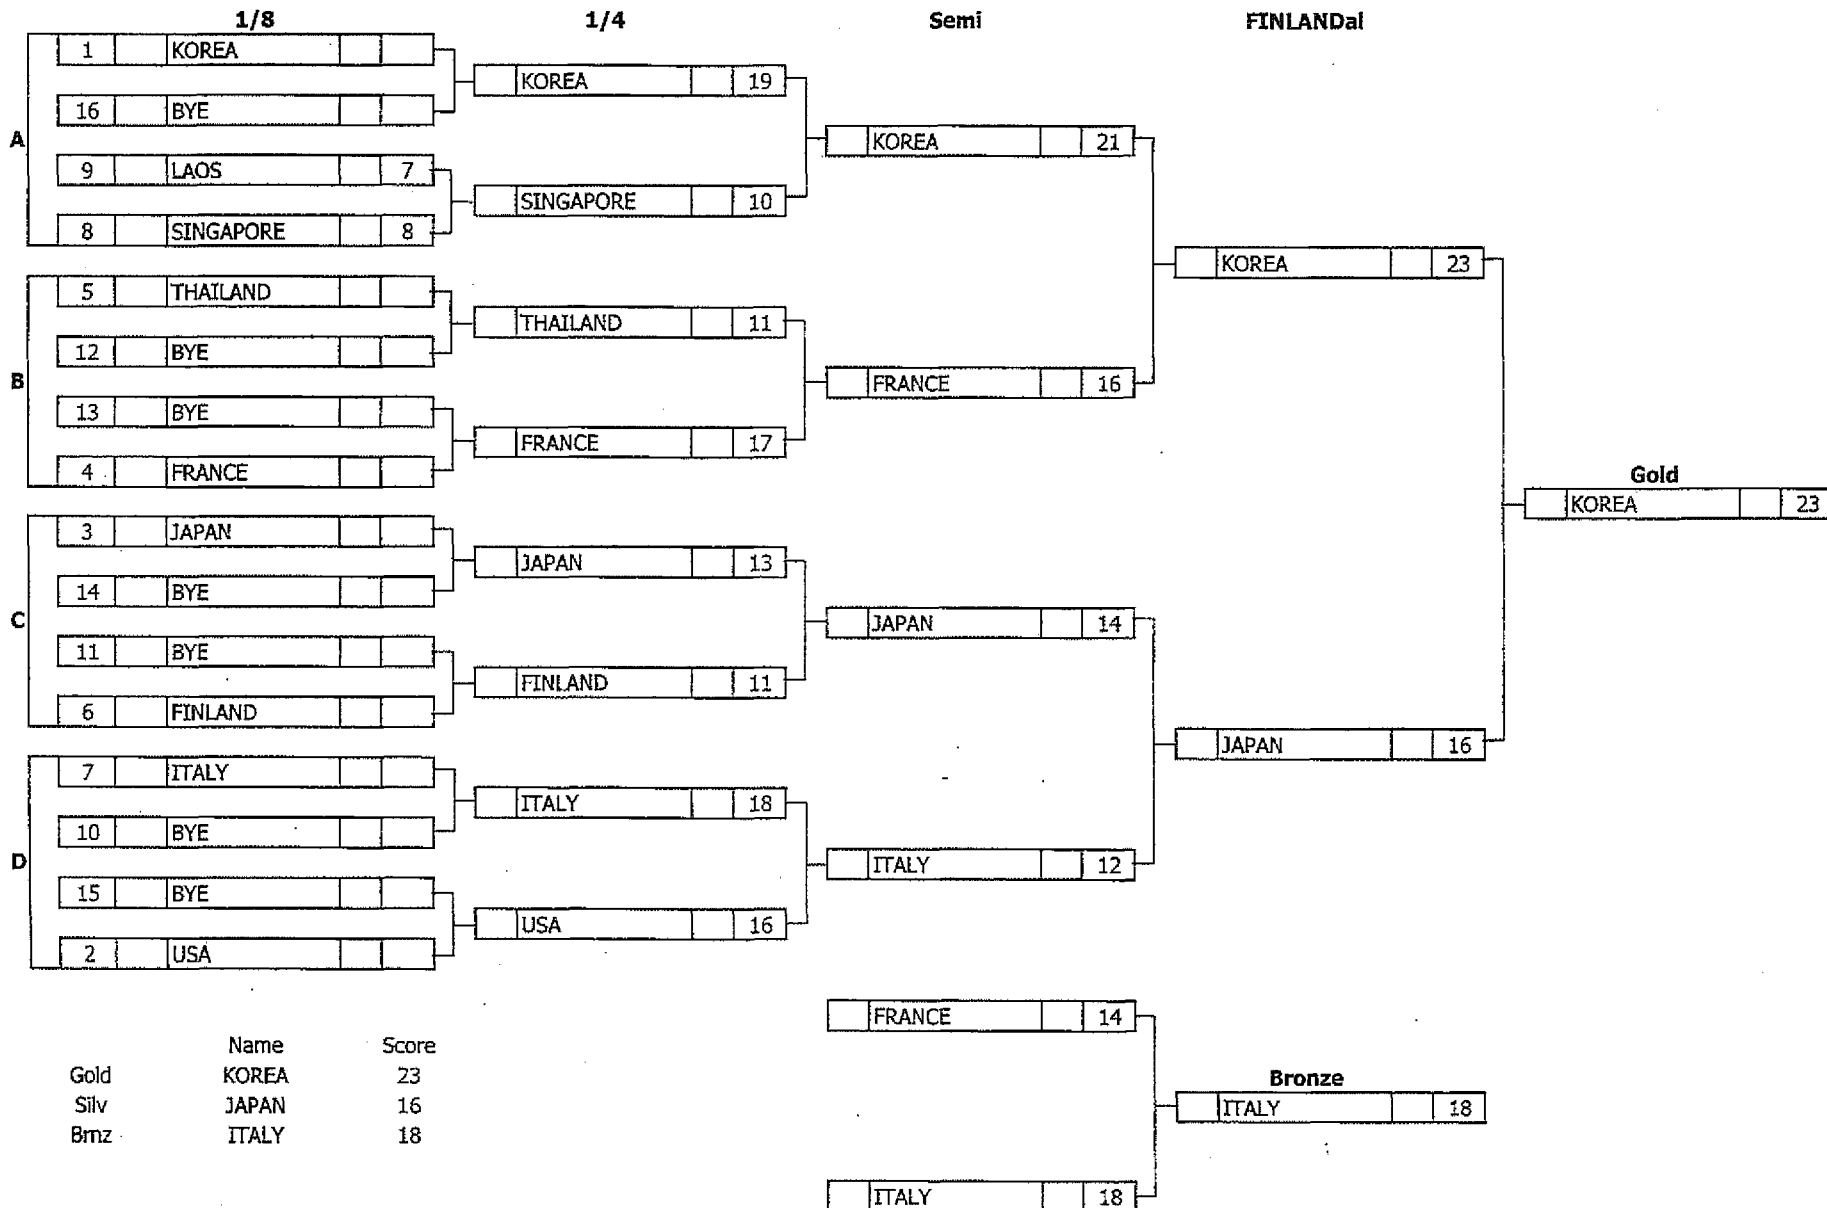 1/8 1/4 Semi FINLANDal
1 KOREA
KOREA 19
16 BYE
A
KOREA 21
9 LAOS 7
SINGAPORE 10
8 SINGAPORE 8
KOREA 23
5 THAILAND
THAILAND 11
12 BYE
B
FRANCE 16
13 BYE
FRANCE 17
4 FRANCE
Gold
KOREA 23
3 JAPAN
JAPAN 13
14 BYE
C
JAPAN 14
11 BYE
FINLAND 11
6 FINLAND
JAPAN 16
7 ITALY
ITALY 18
10 BYE
D
ITALY 12
15 BYE
USA 16
2 USA
FRANCE 14
Name Score
Gold KOREA 23
Silv JAPAN 16
Brnz ITALY 18
Bronze
ITALY 18
ITALY 18